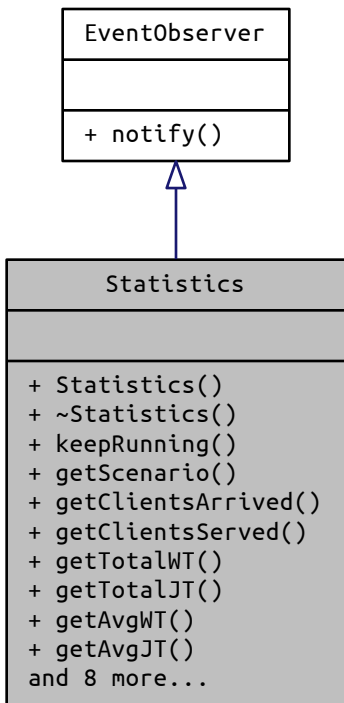 EventObserver
+ notify()
Statistics
+ Statistics()
+ ~Statistics()
+ keepRunning()
+ getScenario()
+ getClientsArrived()
+ getClientsServed()
+ getTotalWT()
+ getTotalJT()
+ getAvgWT()
+ getAvgJT()
and 8 more...